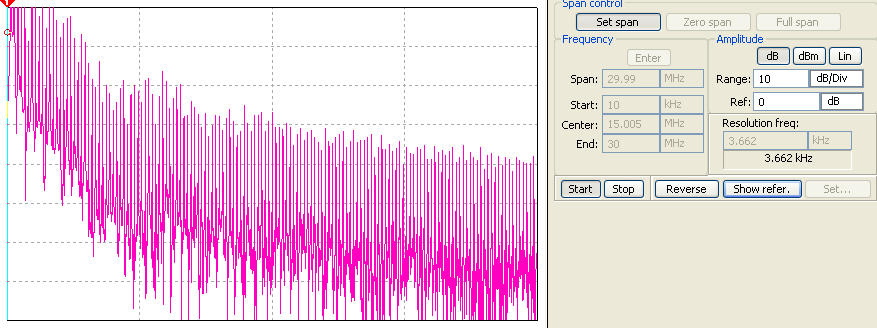 Span control
Set span Zero span Full span
Frequency
Enter
Span: 29.99 MHz
Start: 10 kHz
Center: 15.005 MHz
End: 30 MHz
Amplitude
dB dBm Lin
Range: 10 dB/Div
Ref: 0 dB
Resolution freq:
3.662 kHz
3.662 kHz
Start Stop Reverse Show refer. Set...